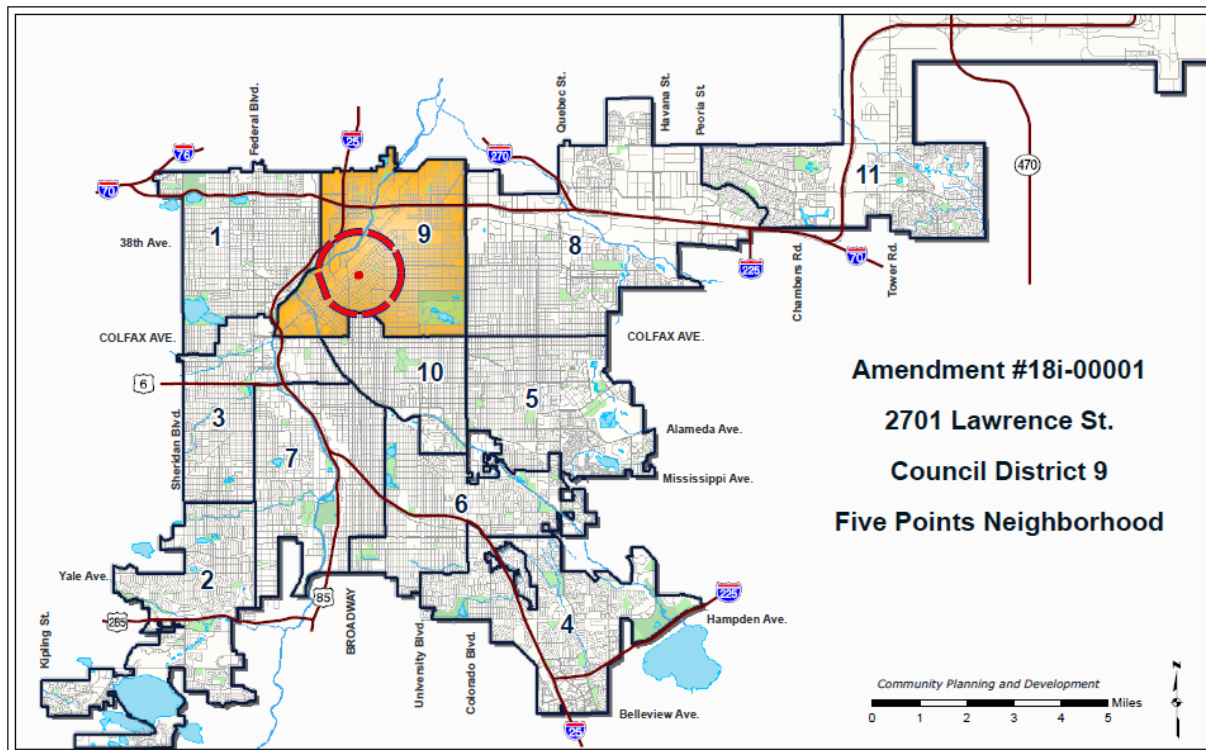 Federal Blvd.
Quebec St.
Havana St.
Peoria St.
25
76
270
70
470
11
1
9
8
38th Ave.
225
70
Chambers Rd.
Tower Rd.
COLFAX AVE.
COLFAX AVE.
6
10
5
3
Sheridan Blvd.
7
Alameda Ave.
Mississippi Ave.
6
Yale Ave.
2
85
BROADWAY
University Blvd.
Colorado Blvd.
4
225
Hampden Ave.
285
Kipling St.
Belleview Ave.
25
Amendment #18i-00001
2701 Lawrence St.
Council District 9
Five Points Neighborhood
Community Planning and Development
0 1 2 3 4 5 Miles
N